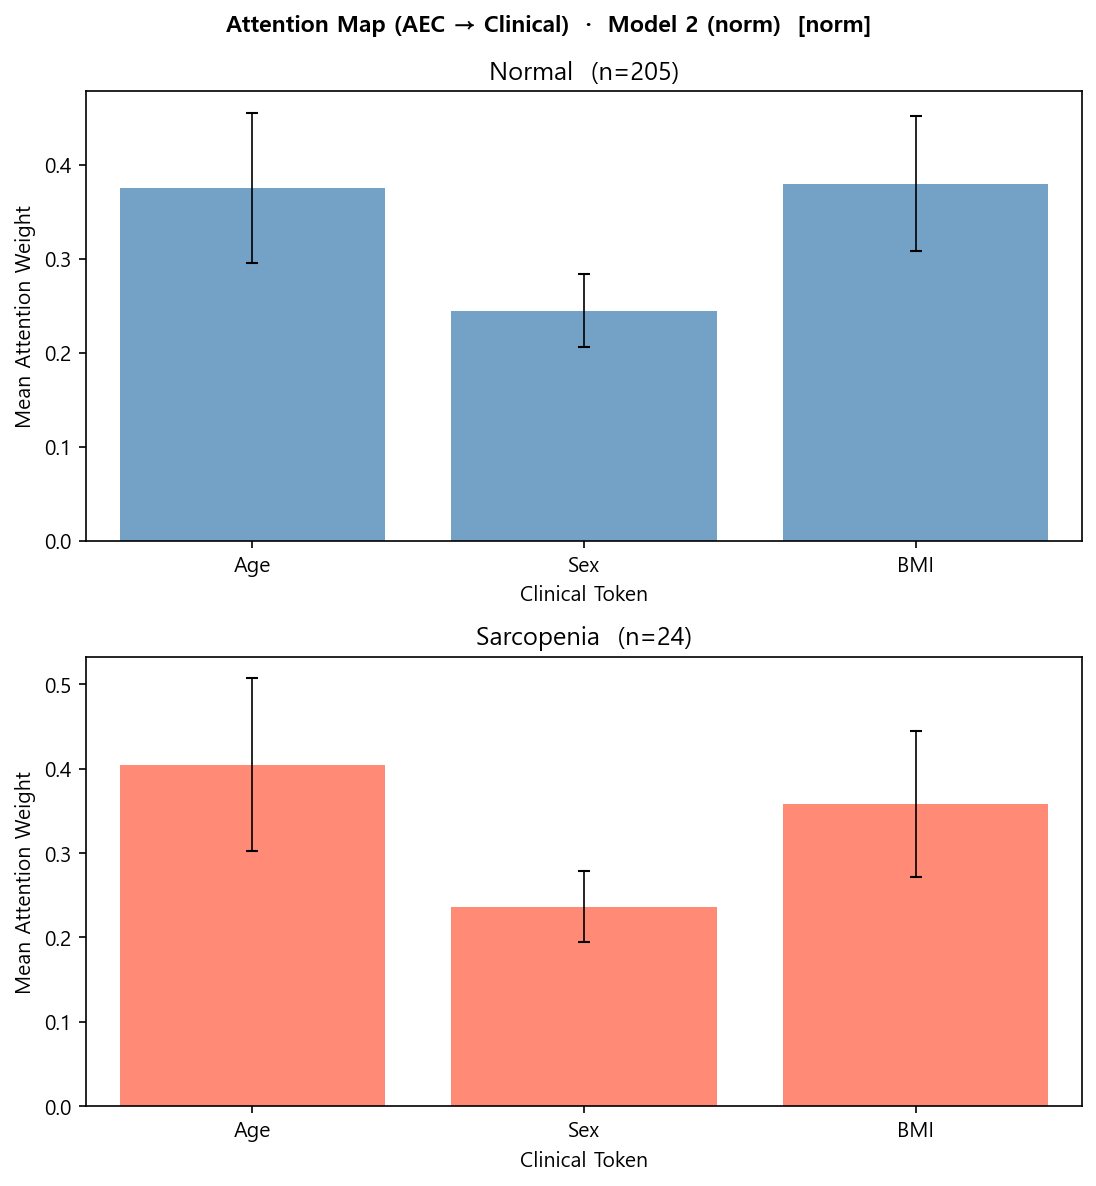 Attention Map (AEC → Clinical) · Model 2 (norm) [norm]
Normal (n=205)
Mean Attention Weight
0.4
0.3
0.2
0.1
0.0
Age Sex BMI
Clinical Token
Sarcopenia (n=24)
Mean Attention Weight
0.5
0.4
0.3
0.2
0.1
0.0
Age Sex BMI
Clinical Token